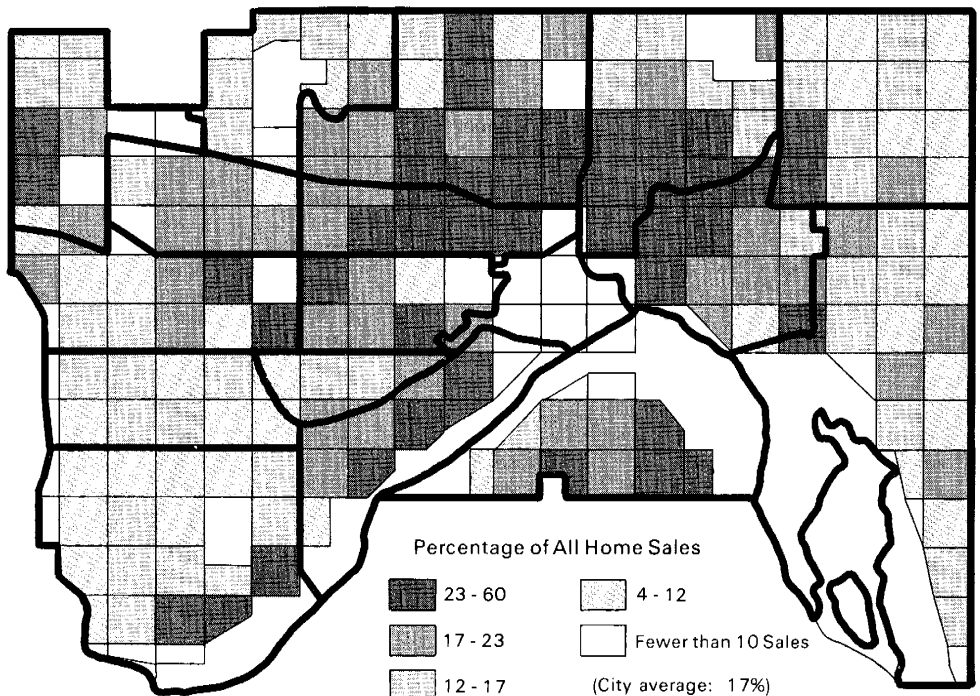 Percentage of All Home Sales
23 - 60
17 - 23
12 - 17
4 - 12
Fewer than 10 Sales
(City average: 17%)